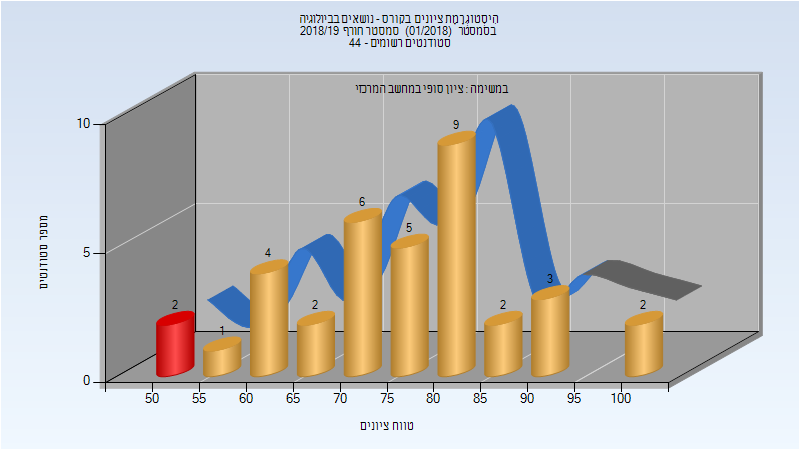 היסטוגרמת ציונים בקורס - נושאים בביולוגיה
בסמסטר (01/2018) סמסטר חורף 2018/19
סטודנטים רשומים - 44
במשימה : ציון סופי במחשב המרכזי
מספר סטודנטים
10
5
0
2
1
4
2
6
5
9
2
3
2
50 55 60 65 70 75 80 85 90 95 100
טווח ציונים